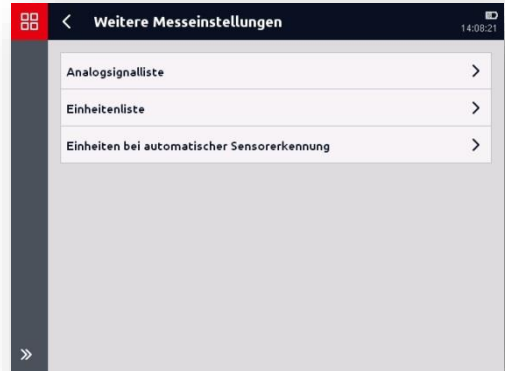 Weitere Messeinstellungen
14:08:21
Analogsignalliste
Einheitenliste
Einheiten bei automatischer Sensorerkennung